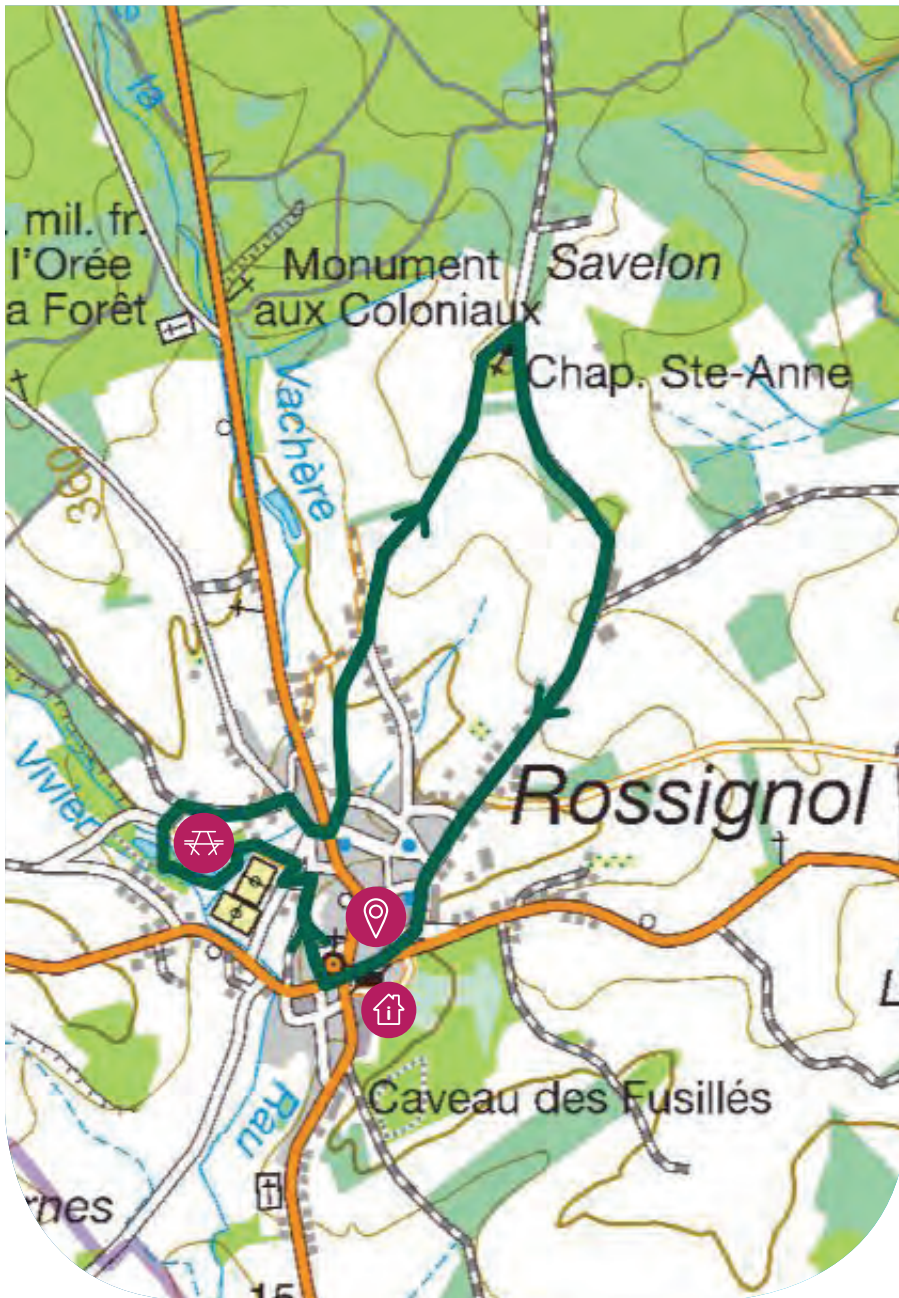 . mil. fr.
l'Orée
a Forêt
Monument
aux Coloniaux
Savelon
Chap. Ste-Anne
Vachère
360
Vivier
Rossignol
i
L
Caveau des Fusillés
Rau
rnes
15